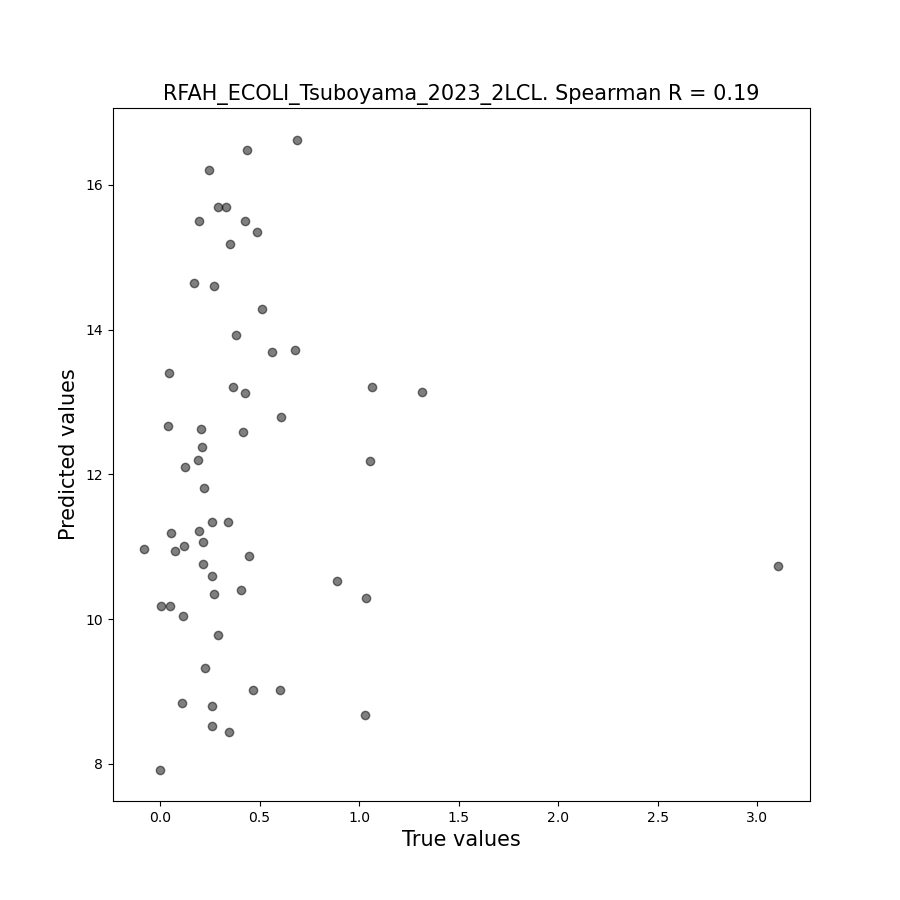 RFAH_ECOLI_Tsuboyama_2023_2LCL. Spearman R = 0.19
16
14
12
10
8
Predicted values
0.0 0.5 1.0 1.5 2.0 2.5 3.0
True values